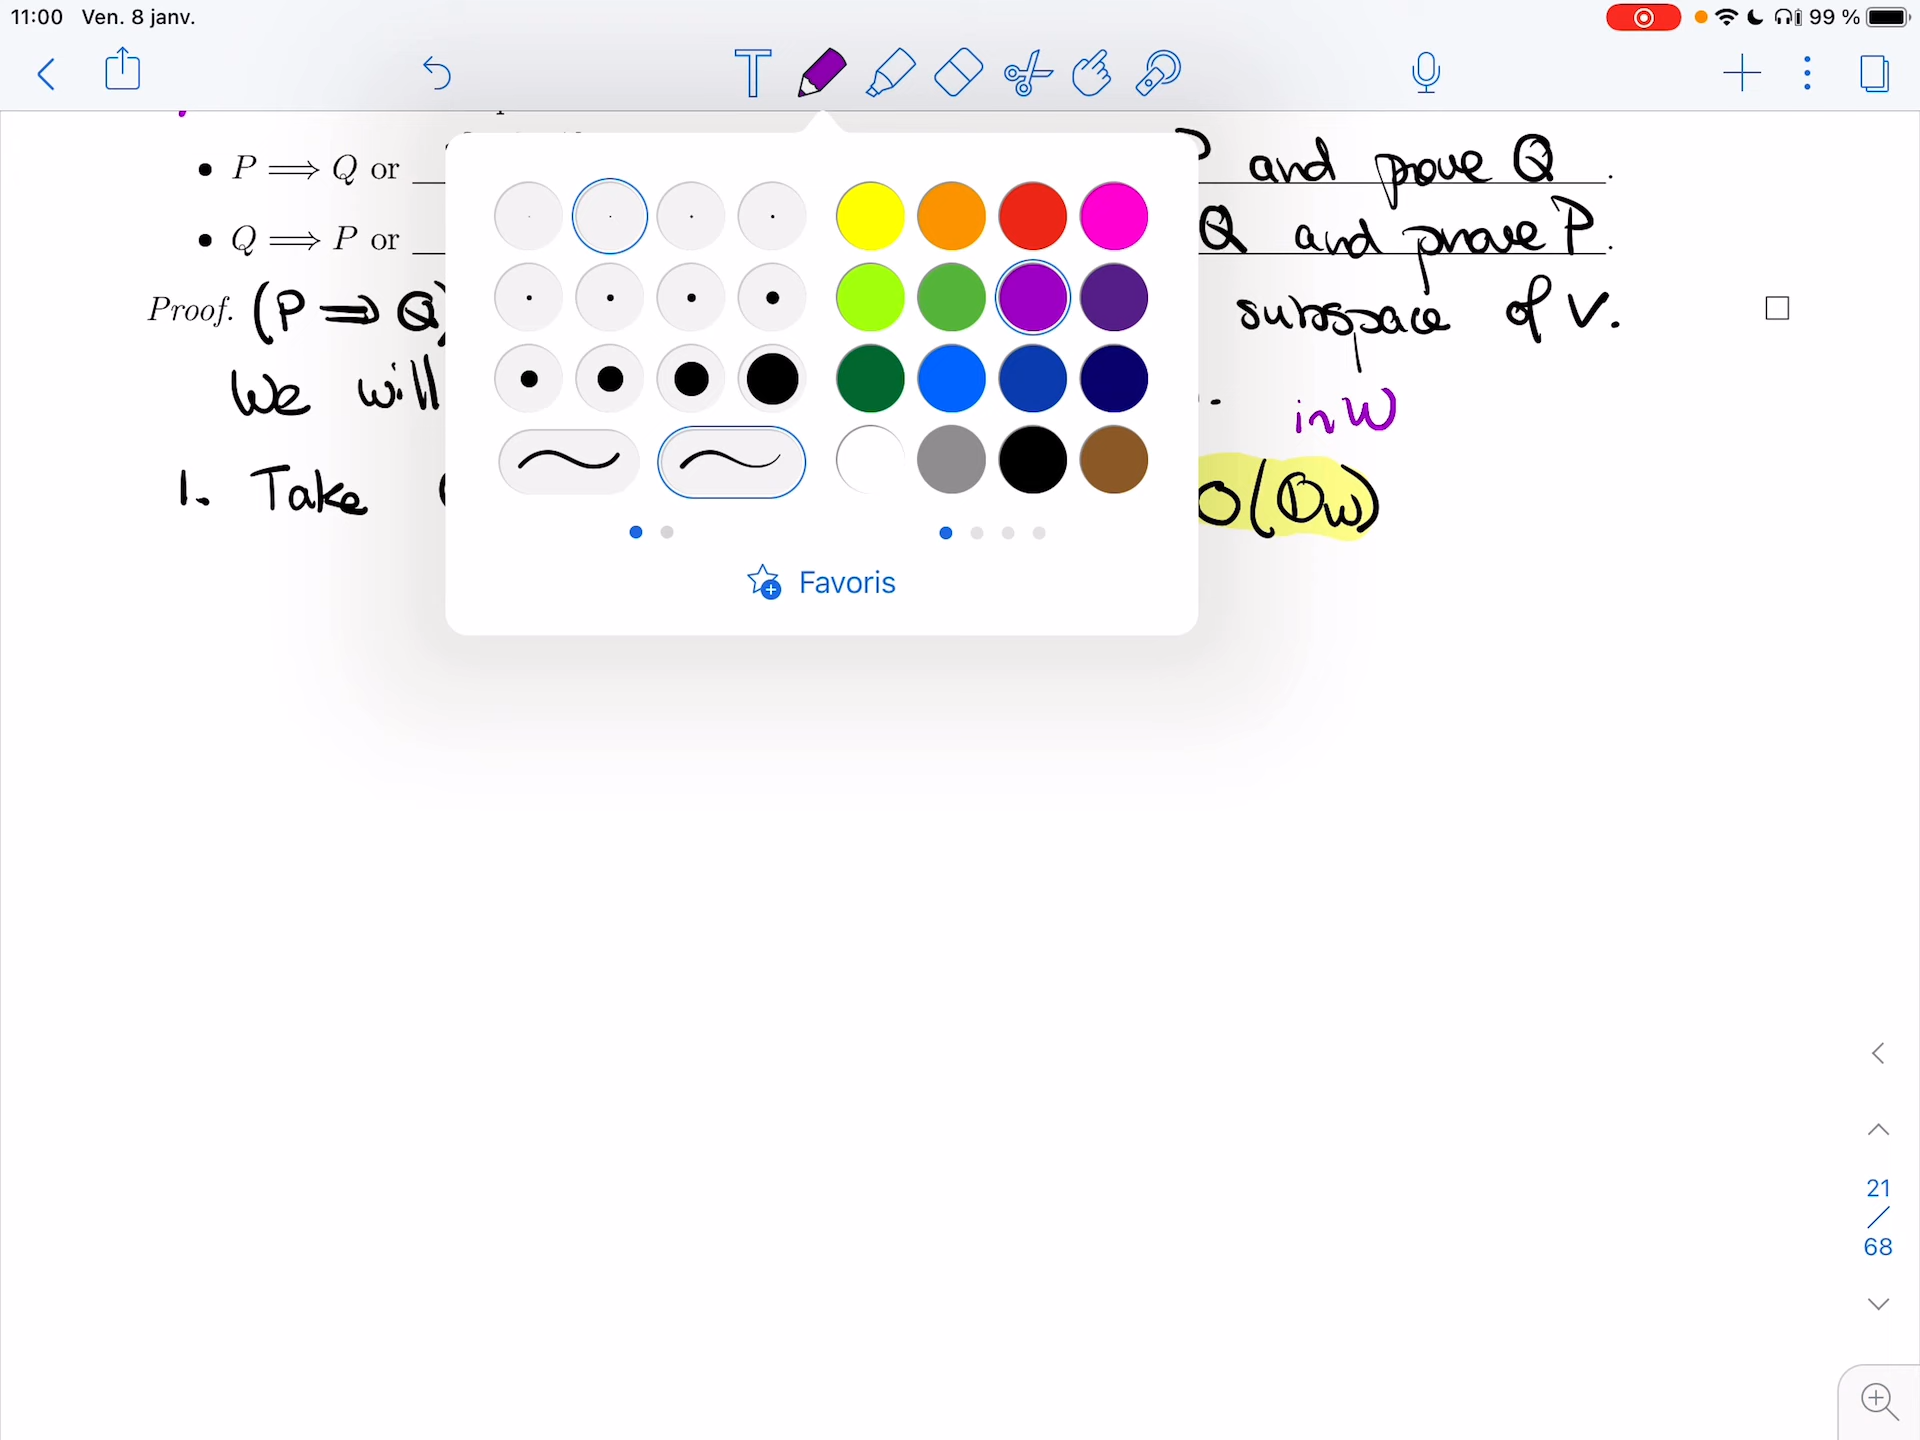 11:00 Ven. 8 janv. 99 %
T
• P ⟹ Q or and prove Q.
• Q ⟹ P or Q and prove P.
Proof. (P ⟹ Q) subspace of V. □
We will
in W
1. Take O(0w)
Favoris
21
/
68